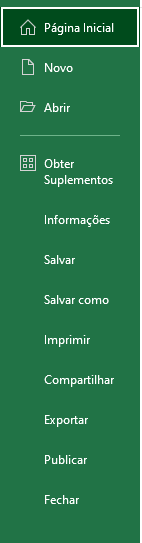 Página Inicial
Novo
Abrir
Obter
Suplementos
Informações
Salvar
Salvar como
Imprimir
Compartilhar
Exportar
Publicar
Fechar